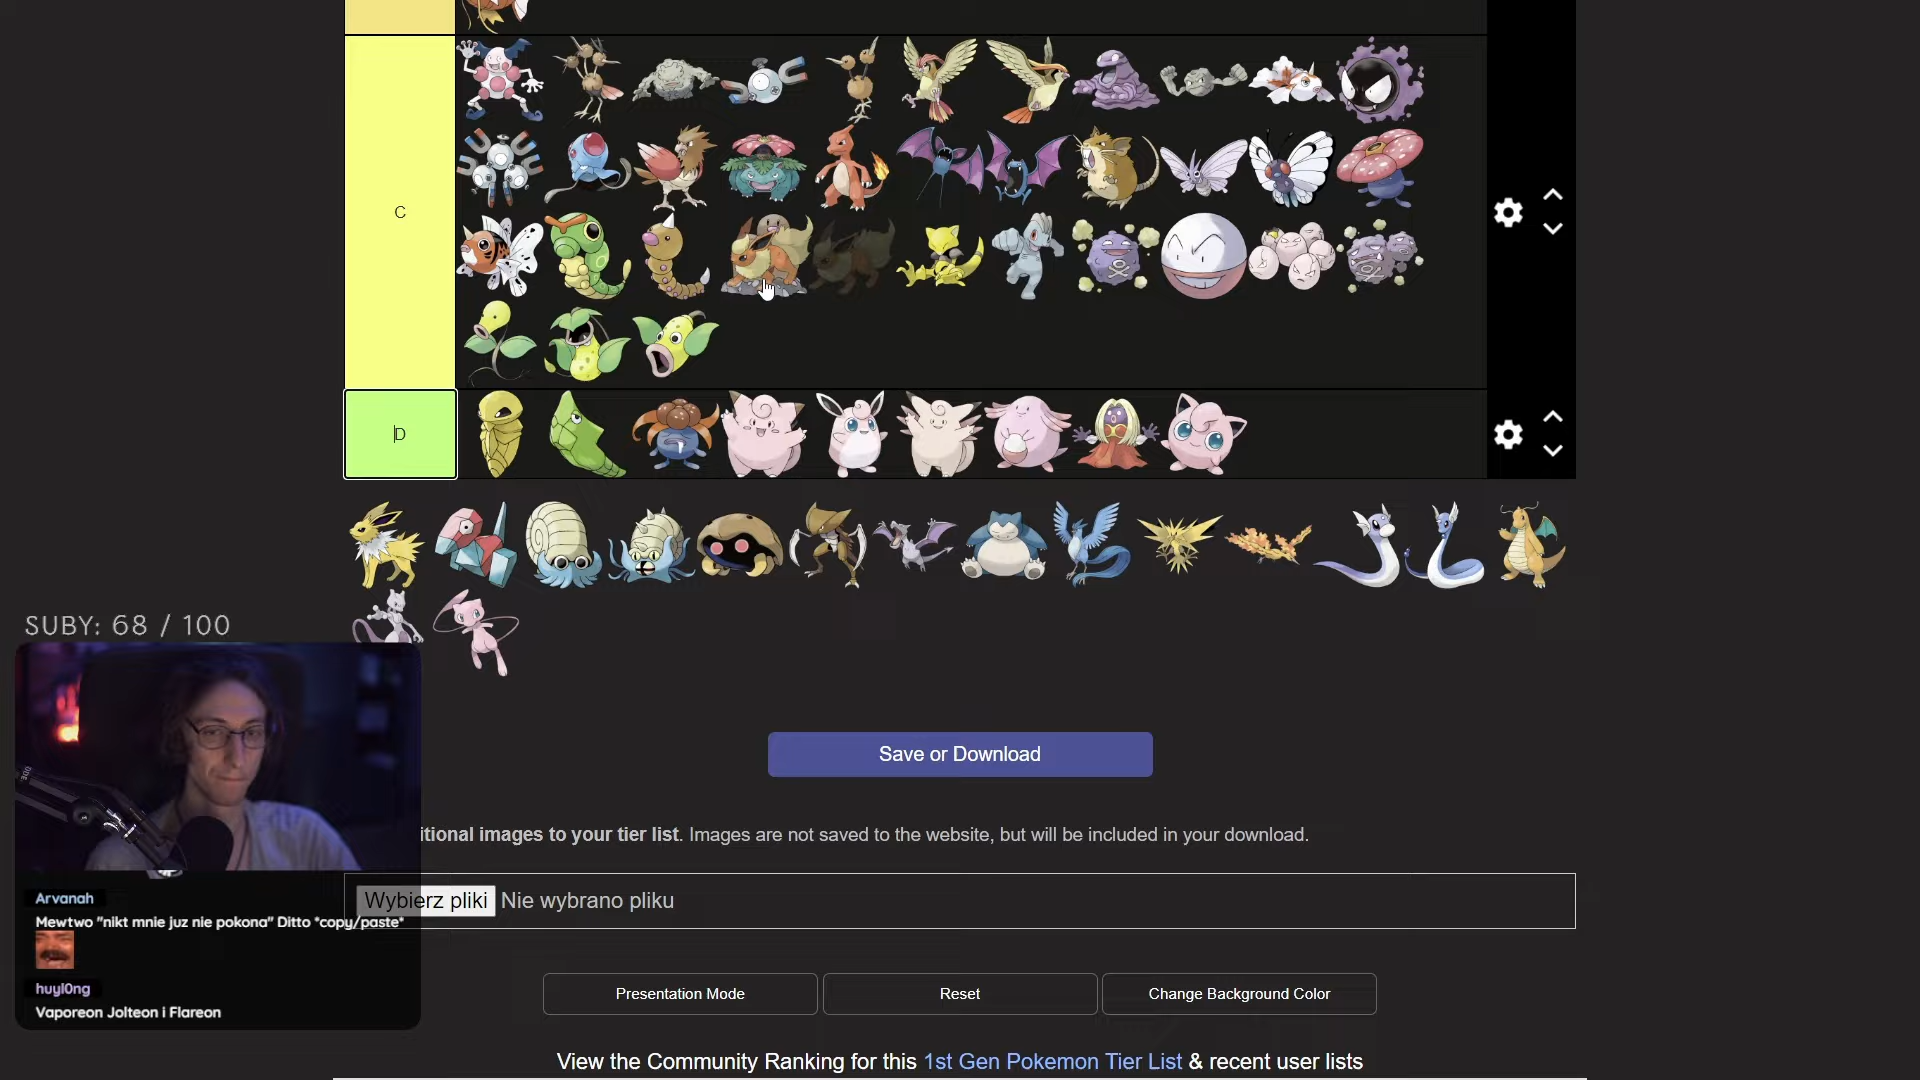 C
D
SUBY: 68 / 100
Save or Download
itional images to your tier list. Images are not saved to the website, but will be included in your download.
Wybierz pliki Nie wybrano pliku
Arvanah
Mewtwo "nikt mnie juz nie pokona" Ditto *copy/paste*
huyl0ng
Vaporeon Jolteon i Flareon
Presentation Mode
Reset
Change Background Color
View the Community Ranking for this 1st Gen Pokemon Tier List & recent user lists